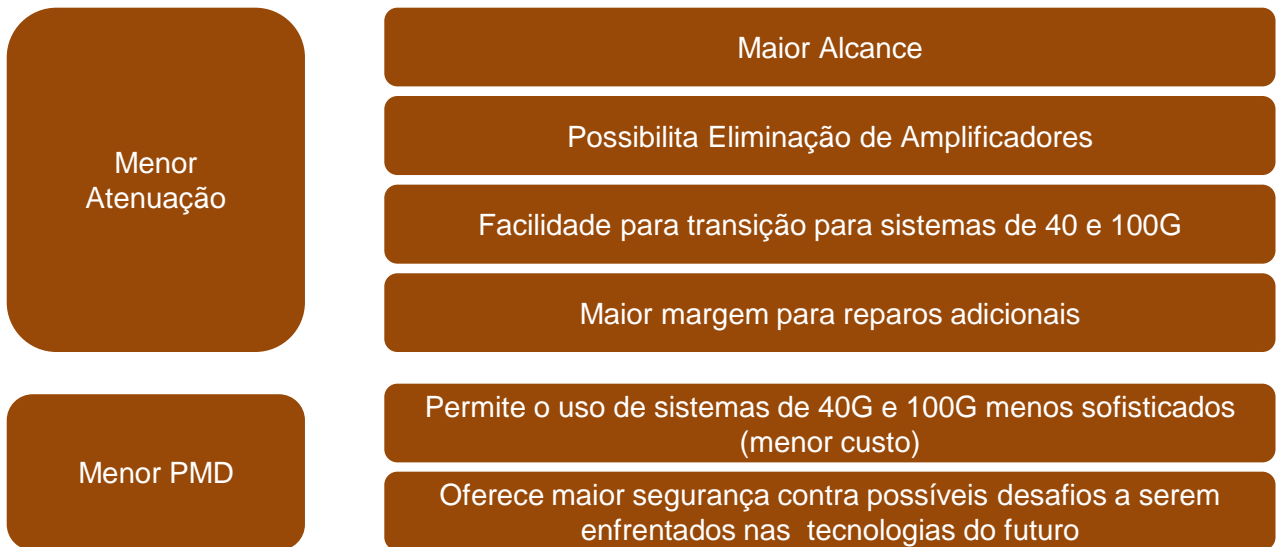 Menor
Atenuação
Maior Alcance
Possibilita Eliminação de Amplificadores
Facilidade para transição para sistemas de 40 e 100G
Maior margem para reparos adicionais
Menor PMD
Permite o uso de sistemas de 40G e 100G menos sofisticados
(menor custo)
Oferece maior segurança contra possíveis desafios a serem
enfrentados nas  tecnologias do futuro